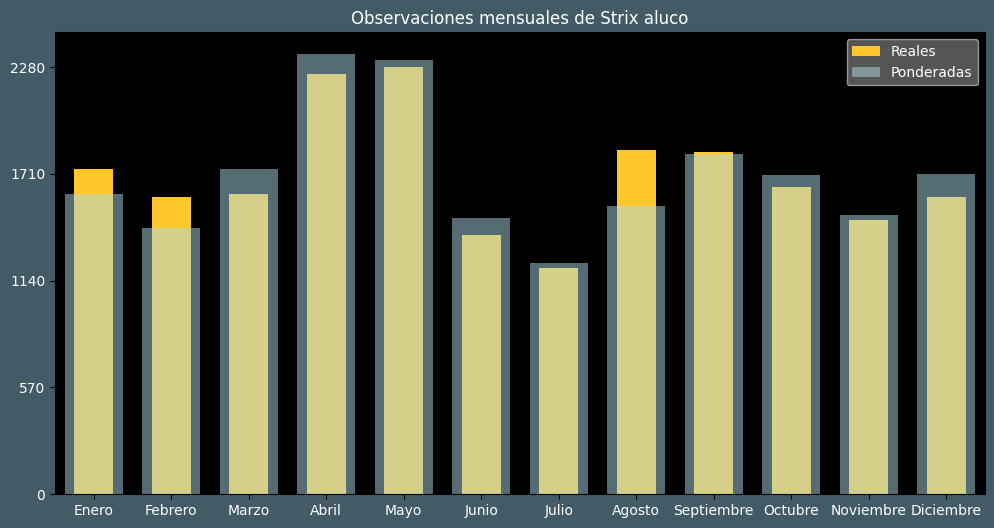 Observaciones mensuales de Strix aluco
Reales
Ponderadas
2280
1710
1140
570
0
Enero Febrero Marzo Abril Mayo Junio Julio Agosto Septiembre Octubre Noviembre Diciembre